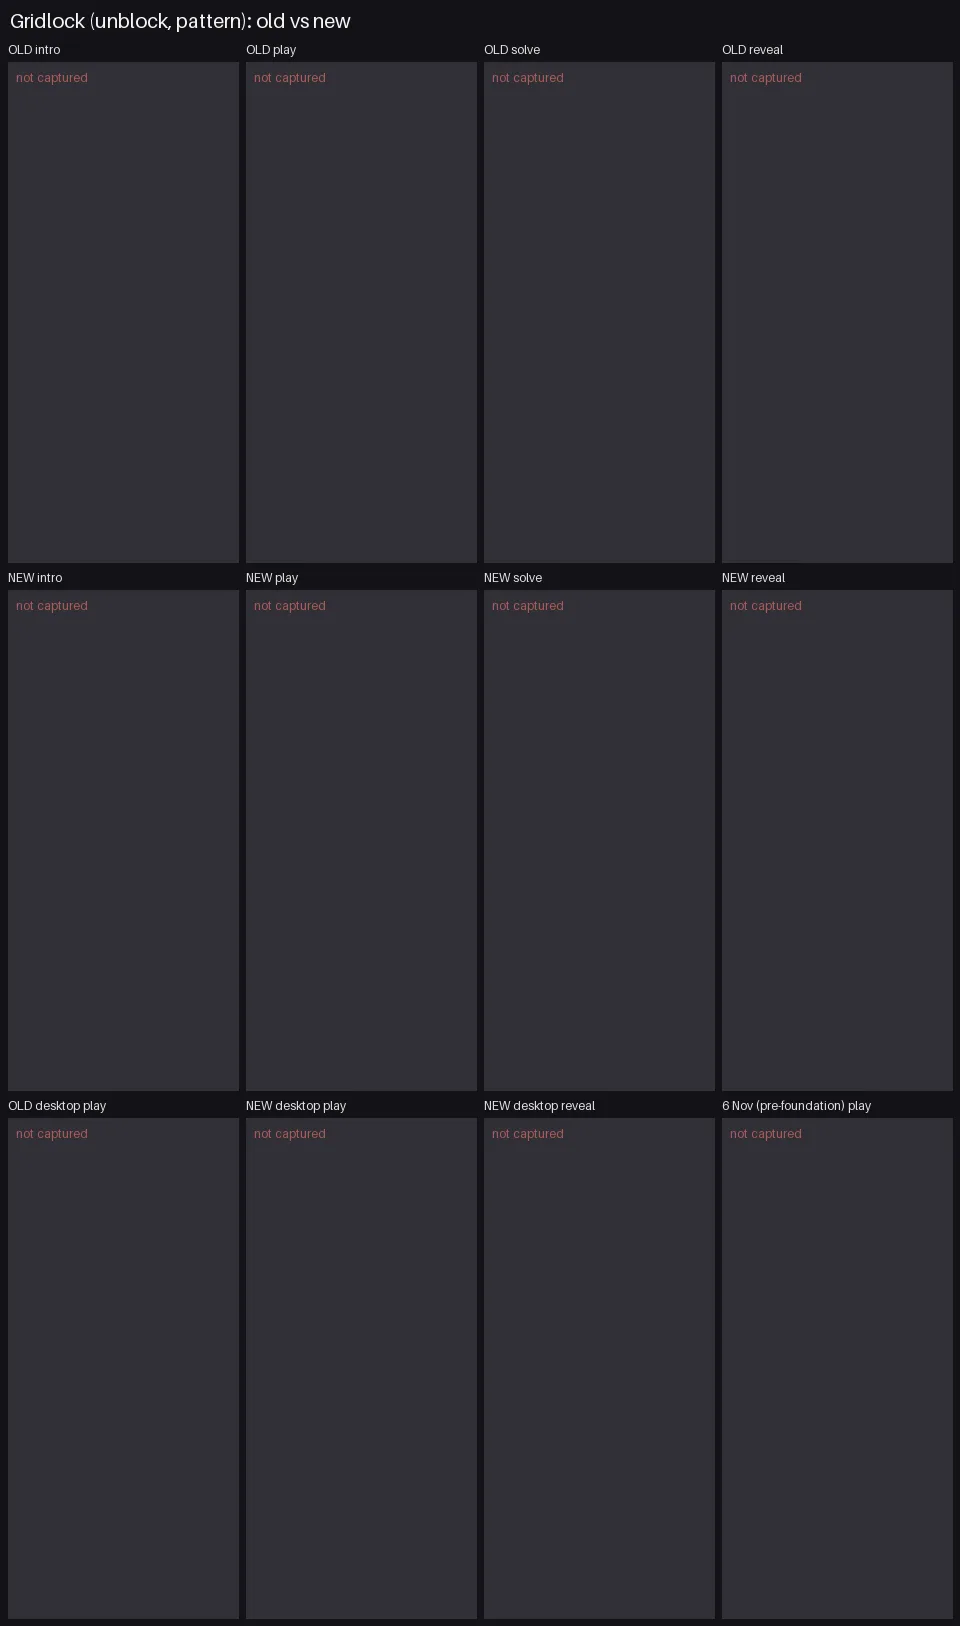 Gridlock (unblock, pattern): old vs new
OLD intro
OLD play
OLD solve
OLD reveal
not captured
not captured
not captured
not captured
NEW intro
NEW play
NEW solve
NEW reveal
not captured
not captured
not captured
not captured
OLD desktop play
NEW desktop play
NEW desktop reveal
6 Nov (pre-foundation) play
not captured
not captured
not captured
not captured